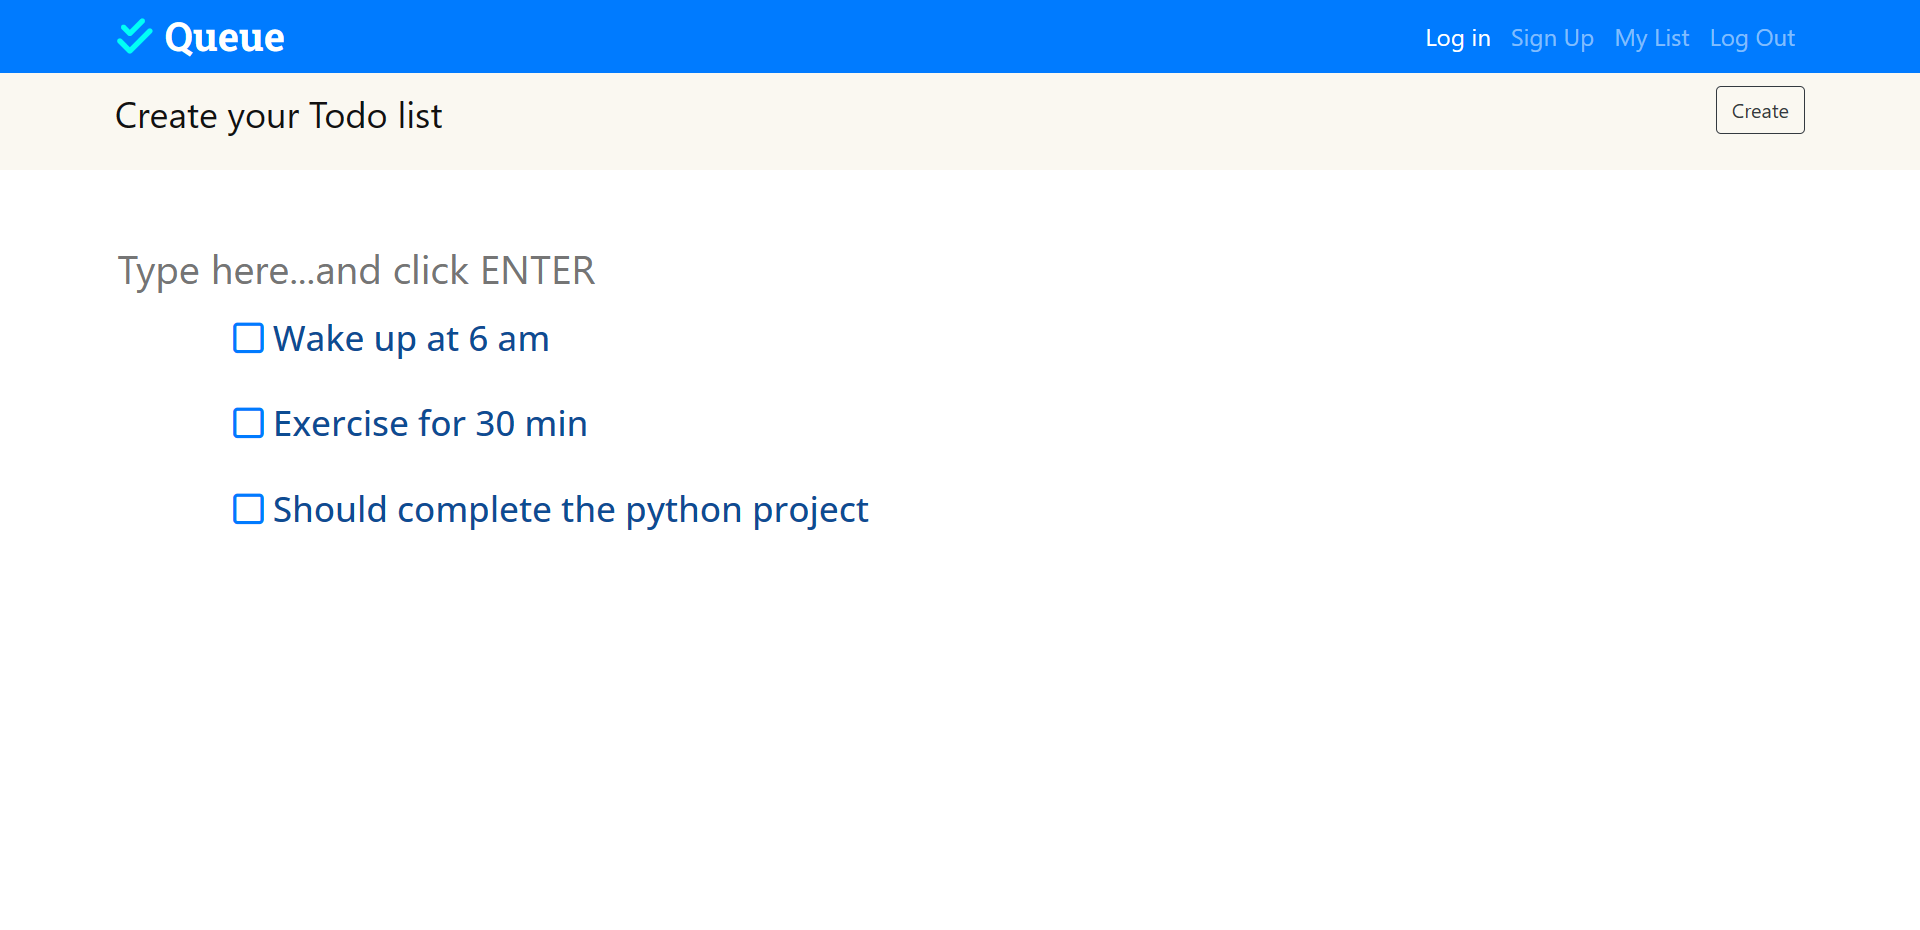 Queue Log in Sign Up My List Log Out
Create your Todo list Create
Type here...and click ENTER
Wake up at 6 am
Exercise for 30 min
Should complete the python project